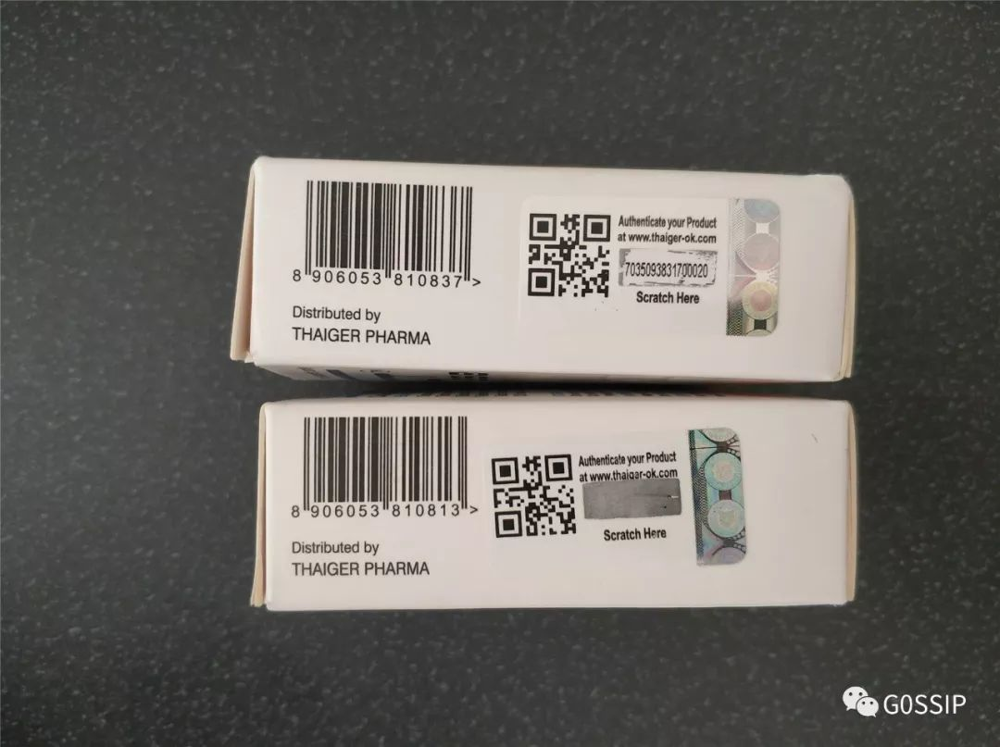 8 906053 810837 >
Distributed by
THAIGER PHARMA
Authenticate your Product
at www.thaiger-ok.com
7035093831700020
Scratch Here
8 906053 810813 >
Distributed by
THAIGER PHARMA
Authenticate your Product
at www.thaiger-ok.com
Scratch Here
G0SSIP